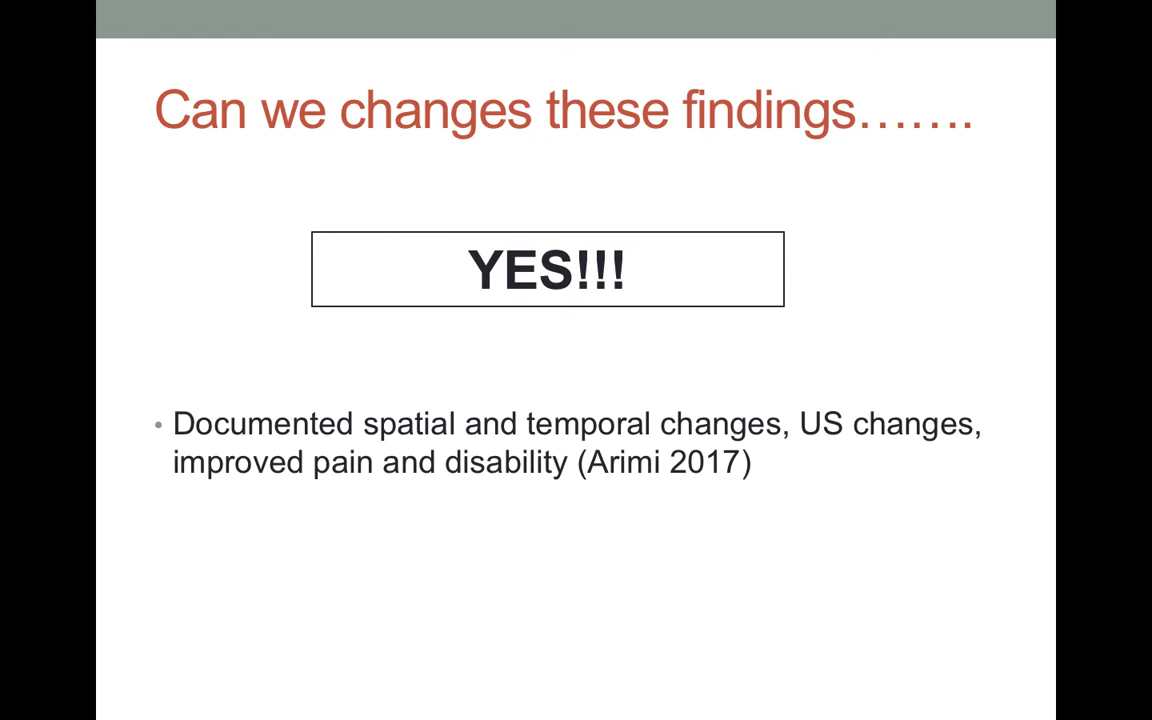 Can we changes these findings…….
YES!!!
• Documented spatial and temporal changes, US changes,
improved pain and disability (Arimi 2017)